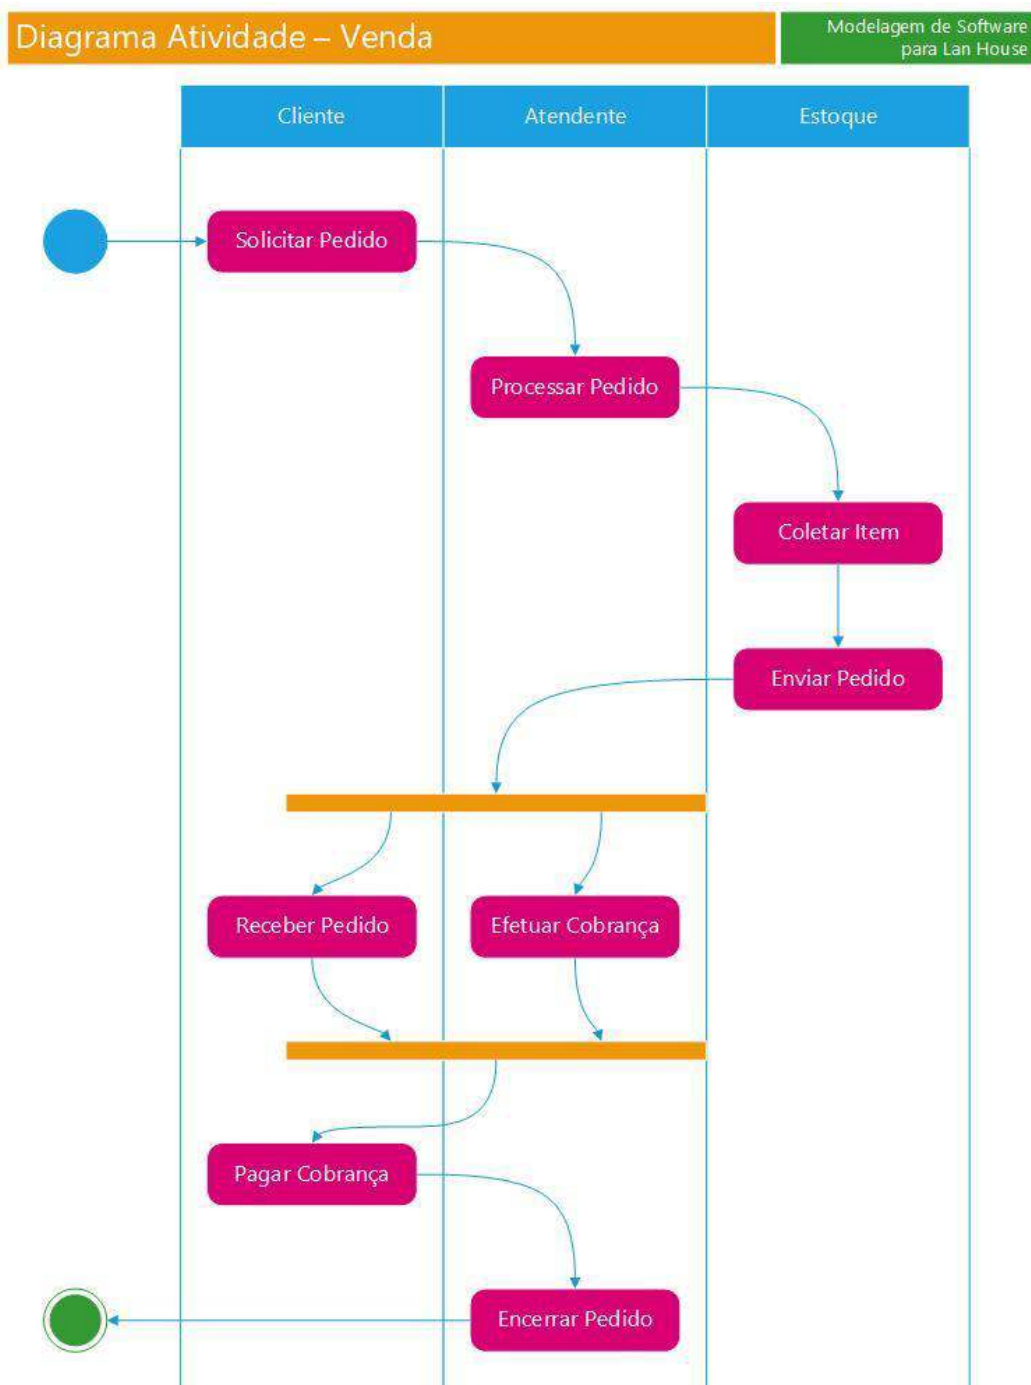 Diagrama Atividade – Venda
Modelagem de Software
para Lan House
Cliente
Atendente
Estoque
Solicitar Pedido
Processar Pedido
Coletar Item
Enviar Pedido
Receber Pedido
Efetuar Cobrança
Pagar Cobrança
Encerrar Pedido